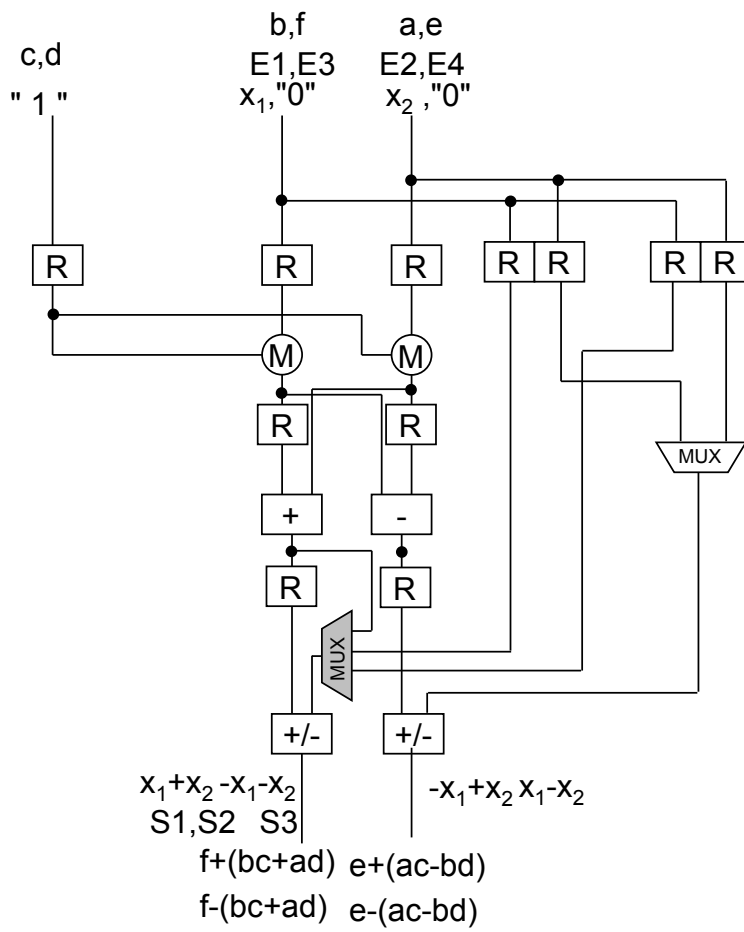 b,f a,e
c,d E1,E3 E2,E4
" 1 " x₁,"0" x₂ ,"0"
R R R R R R R
M M
R R
MUX
+ -
R R
MUX
+/- +/-
x₁+x₂ -x₁-x₂ -x₁+x₂ x₁-x₂
S1,S2 S3
f+(bc+ad) e+(ac-bd)
f-(bc+ad) e-(ac-bd)